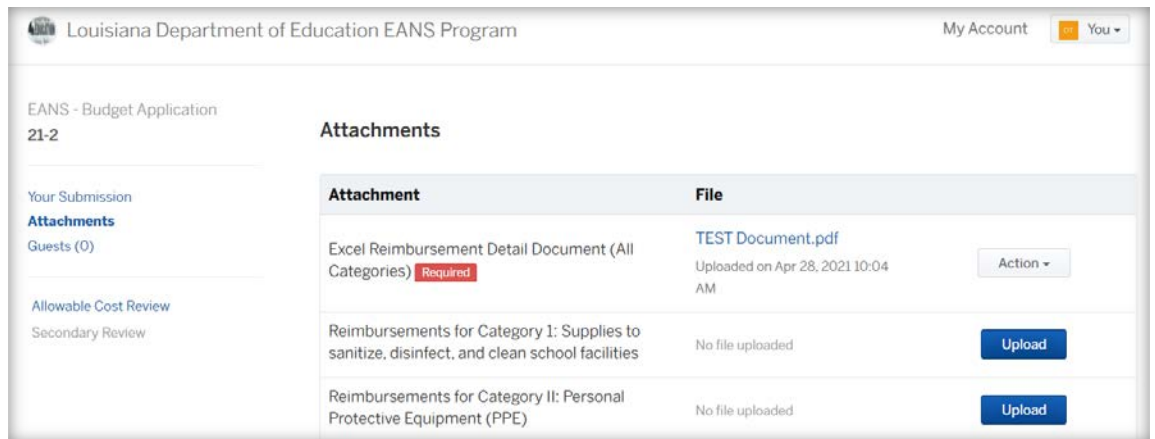 Louisiana Department of Education EANS Program
My Account
You
EANS - Budget Application
21-2
Your Submission
Attachments
Guests (0)
Allowable Cost Review
Secondary Review
Attachments
Attachment File
Excel Reimbursement Detail Document (All
Categories) Required
TEST Document.pdf
Uploaded on Apr 28, 2021 10:04
AM
Action
Reimbursements for Category 1: Supplies to
sanitize, disinfect, and clean school facilities
No file uploaded
Upload
Reimbursements for Category II: Personal
Protective Equipment (PPE)
No file uploaded
Upload